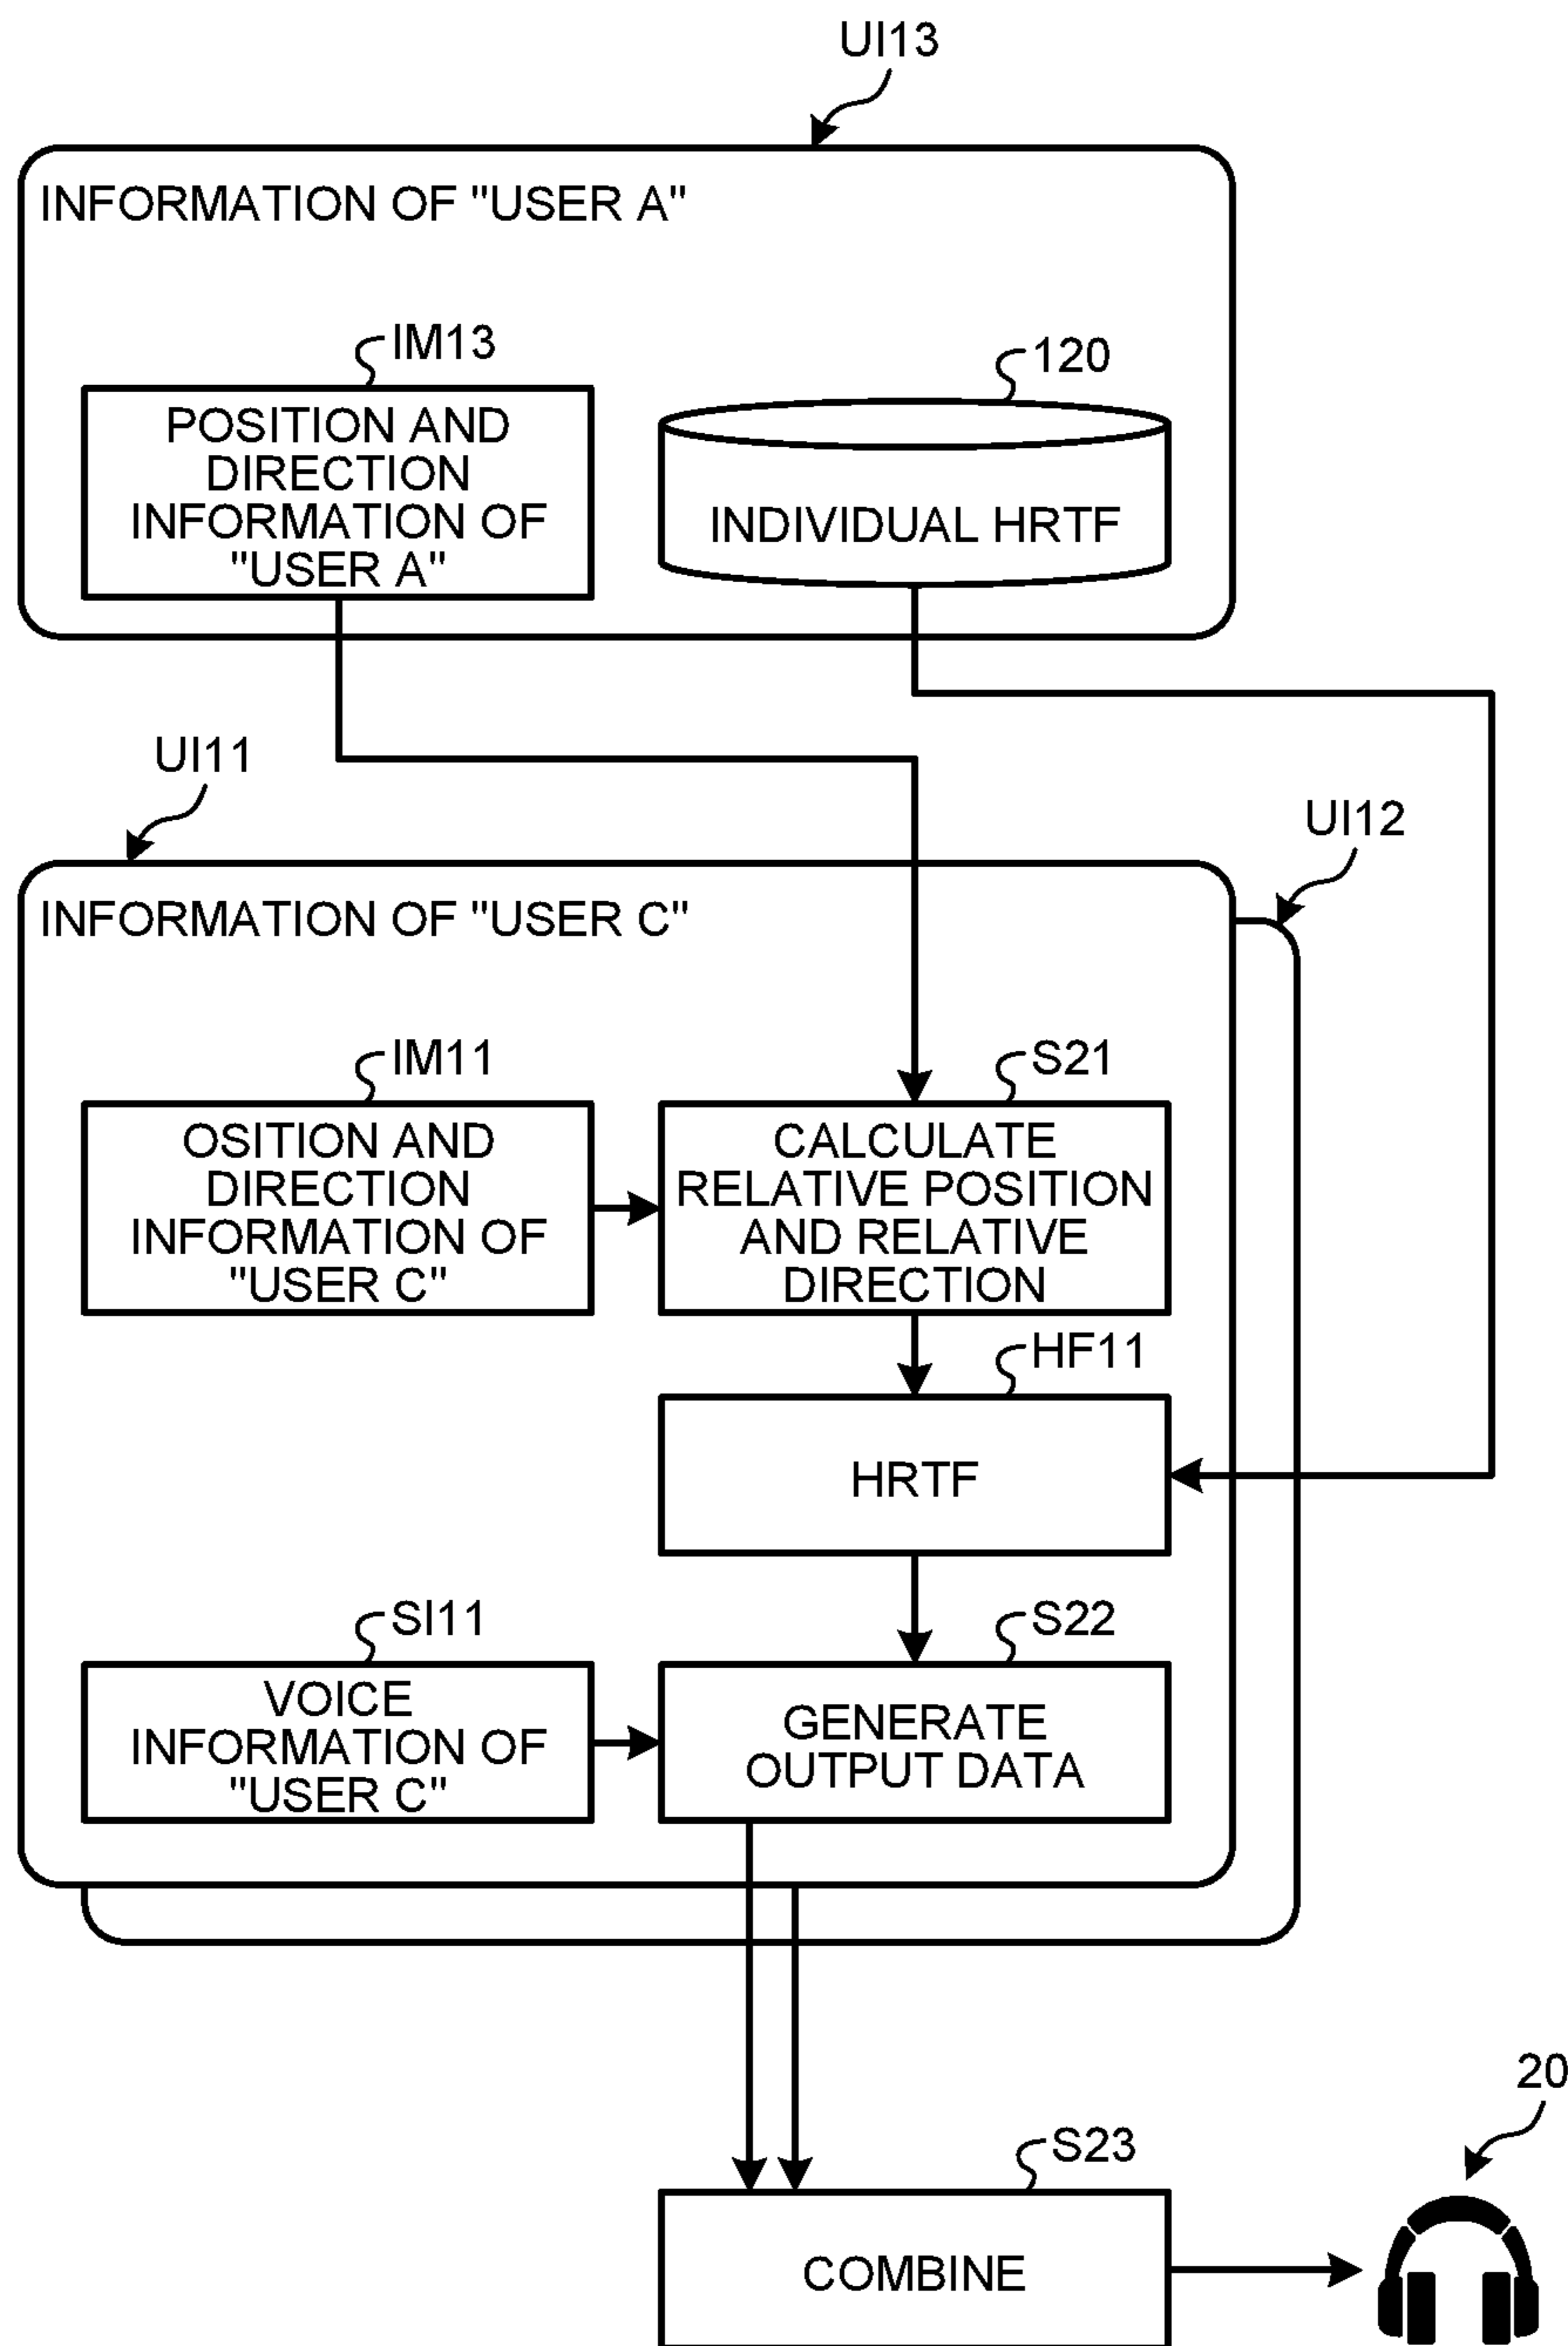 UI13
INFORMATION OF "USER A"
IM13
120
POSITION AND
DIRECTION
INFORMATION OF
"USER A"
INDIVIDUAL HRTF
UI11
UI12
INFORMATION OF "USER C"
IM11
S21
OSITION AND
DIRECTION
INFORMATION OF
"USER C"
CALCULATE
RELATIVE POSITION
AND RELATIVE
DIRECTION
HF11
HRTF
SI11
S22
VOICE
INFORMATION OF
"USER C"
GENERATE
OUTPUT DATA
20
S23
COMBINE